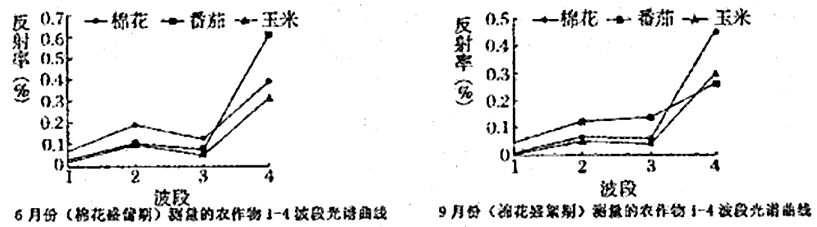 棉花 番茄 玉米
反射率(%)
0.7
0.6
0.5
0.4
0.3
0.2
0.1
0
1 2 3 4
波段
6月份(棉花盛蕾期)测量的农作物1-4波段光谱曲线
棉花 番茄 玉米
反射率(%)
0.5
0.4
0.3
0.2
0.1
0
1 2 3 4
波段
9月份(棉花盛絮期)测量的农作物1-4波段光谱曲线